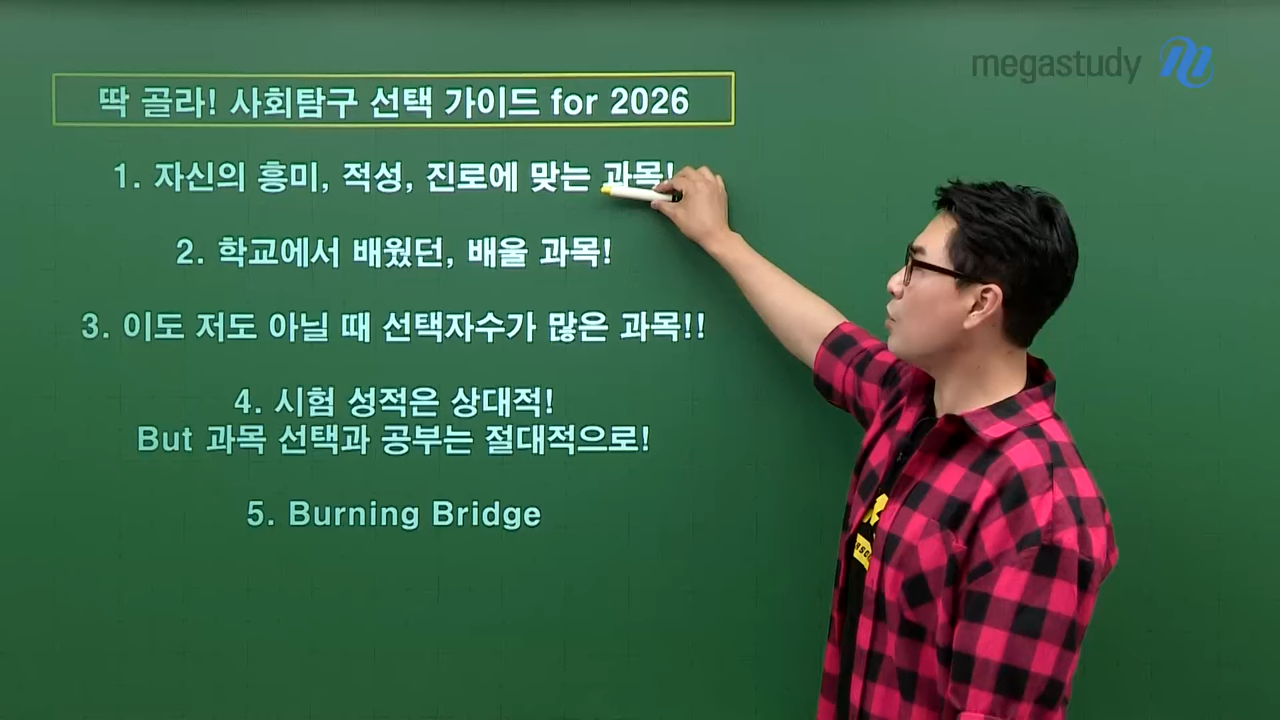 megastudy
딱 골라! 사회탐구 선택 가이드 for 2026
1. 자신의 흥미, 적성, 진로에 맞는 과목!
2. 학교에서 배웠던, 배울 과목!
3. 이도 저도 아닐 때 선택자수가 많은 과목!!
4. 시험 성적은 상대적!
But 과목 선택과 공부는 절대적으로!
5. Burning Bridge